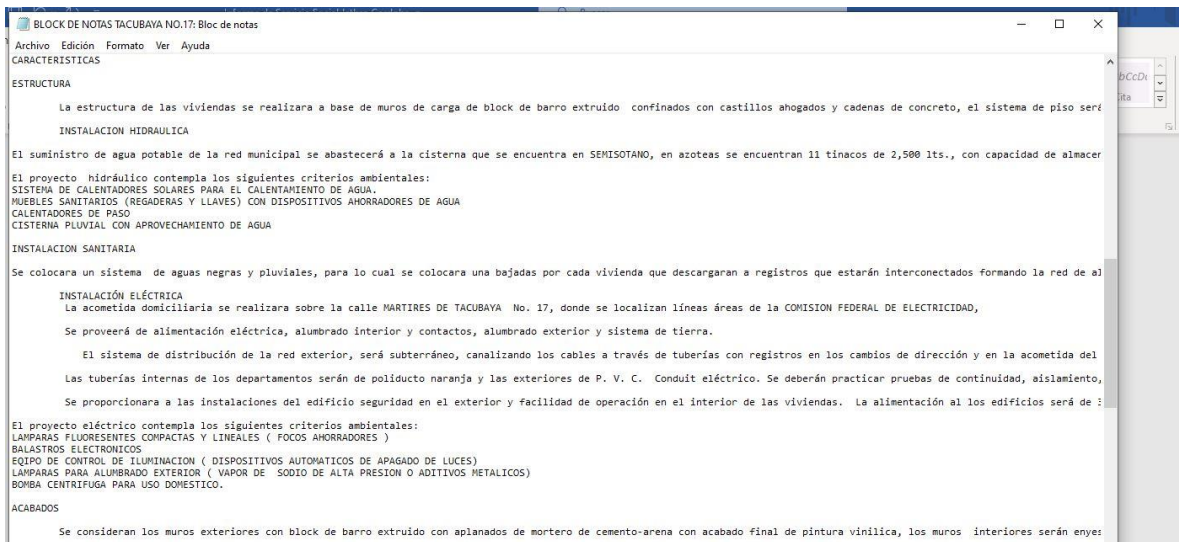 BLOCK DE NOTAS TACUBAYA NO.17: Bloc de notas
Archivo Edición Formato Ver Ayuda
CARACTERISTICAS
ESTRUCTURA
La estructura de las viviendas se realizara a base de muros de carga de block de barro extruido confinados con castillos ahogados y cadenas de concreto, el sistema de piso será
INSTALACION HIDRAULICA
El suministro de agua potable de la red municipal se abastecerá a la cisterna que se encuentra en SEMISOTANO, en azoteas se encuentran 11 tinacos de 2,500 lts., con capacidad de almacer
El proyecto hidráulico contempla los siguientes criterios ambientales:
SISTEMA DE CALENTADORES SOLARES PARA EL CALENTAMIENTO DE AGUA.
MUEBLES SANITARIOS (REGADERAS Y LLAVES) CON DISPOSITIVOS AHORRADORES DE AGUA
CALENTADORES DE PASO
CISTERNA PLUVIAL CON APROVECHAMIENTO DE AGUA
INSTALACION SANITARIA
Se colocara un sistema de aguas negras y pluviales, para lo cual se colocara una bajadas por cada vivienda que descargaran a registros que estarán interconectados formando la red de al
INSTALACIÓN ELÉCTRICA
La acometida domiciliaria se realizara sobre la calle MARTIRES DE TACUBAYA No. 17, donde se localizan líneas áreas de la COMISION FEDERAL DE ELECTRICIDAD,
Se proveerá de alimentación eléctrica, alumbrado interior y contactos, alumbrado exterior y sistema de tierra.
El sistema de distribución de la red exterior, será subterráneo, canalizando los cables a través de tuberías con registros en los cambios de dirección y en la acometida del
Las tuberías internas de los departamentos serán de poliducto naranja y las exteriores de P. V. C. Conduit eléctrico. Se deberán practicar pruebas de continuidad, aislamiento,
Se proporcionara a las instalaciones del edificio seguridad en el exterior y facilidad de operación en el interior de las viviendas. La alimentación al los edificios será de
El proyecto eléctrico contempla los siguientes criterios ambientales:
LAMPARAS FLUORESENTES COMPACTAS Y LINEALES ( FOCOS AHORRADORES )
BALASTROS ELECTRONICOS
EQIPO DE CONTROL DE ILUMINACION ( DISPOSITIVOS AUTOMATICOS DE APAGADO DE LUCES)
LAMPARAS PARA ALUMBRADO EXTERIOR ( VAPOR DE SODIO DE ALTA PRESION O ADITIVOS METALICOS)
BOMBA CENTRIFUGA PARA USO DOMESTICO.
ACABADOS
Se consideran los muros exteriores con block de barro extruido con aplanados de mortero de cemento-arena con acabado final de pintura vinilica, los muros interiores serán enyes